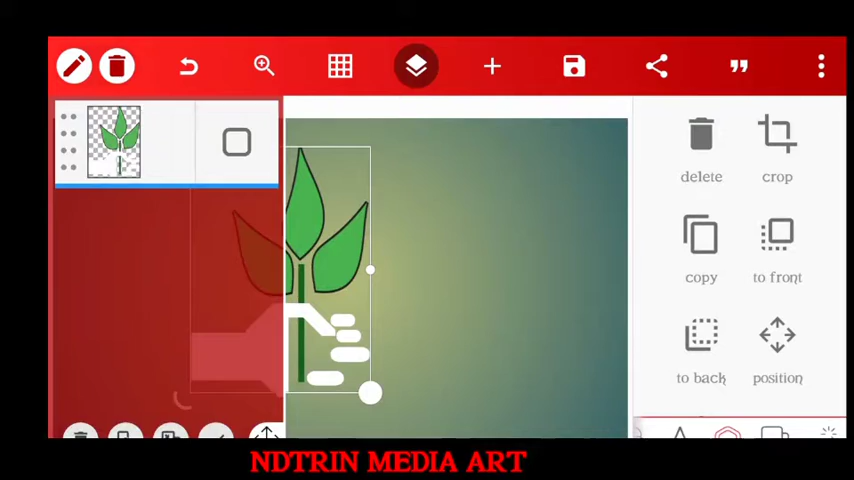 delete
crop
copy
to front
to back
position
NDTRIN MEDIA ART